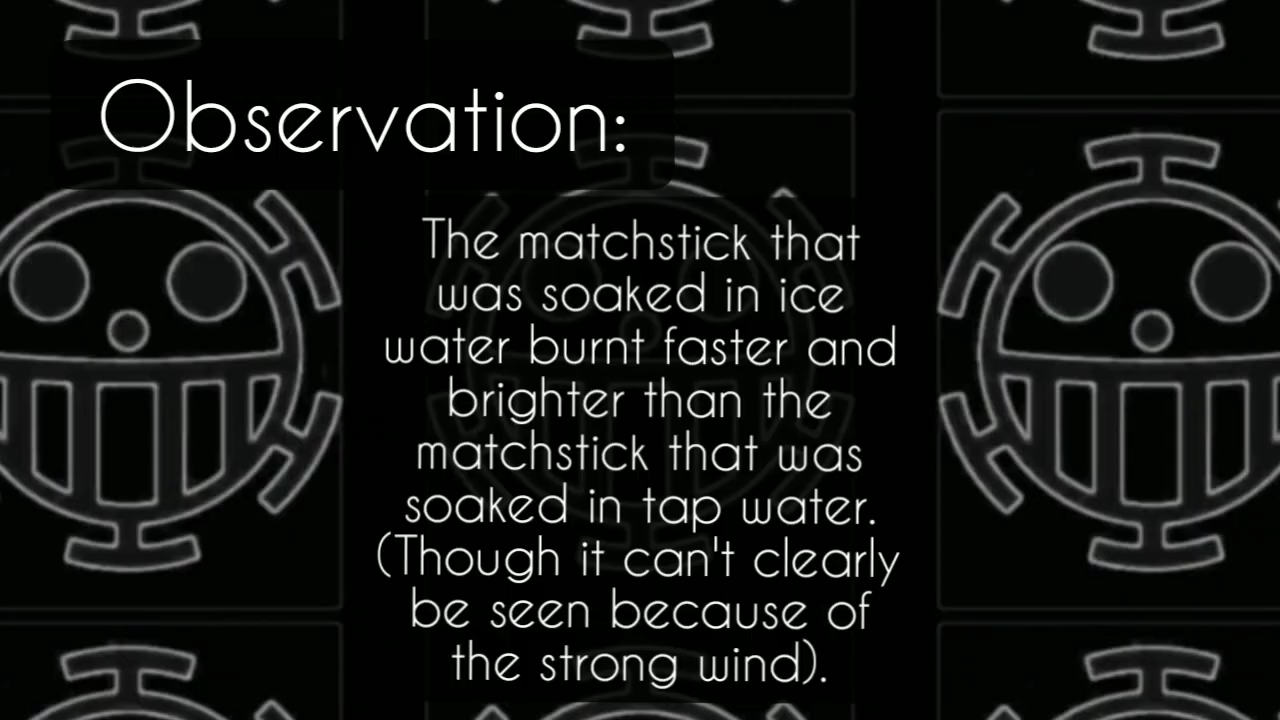 Observation:
The matchstick that
was soaked in ice
water burnt faster and
brighter than the
matchstick that was
soaked in tap water.
(Though it can't clearly
be seen because of
the strong wind).